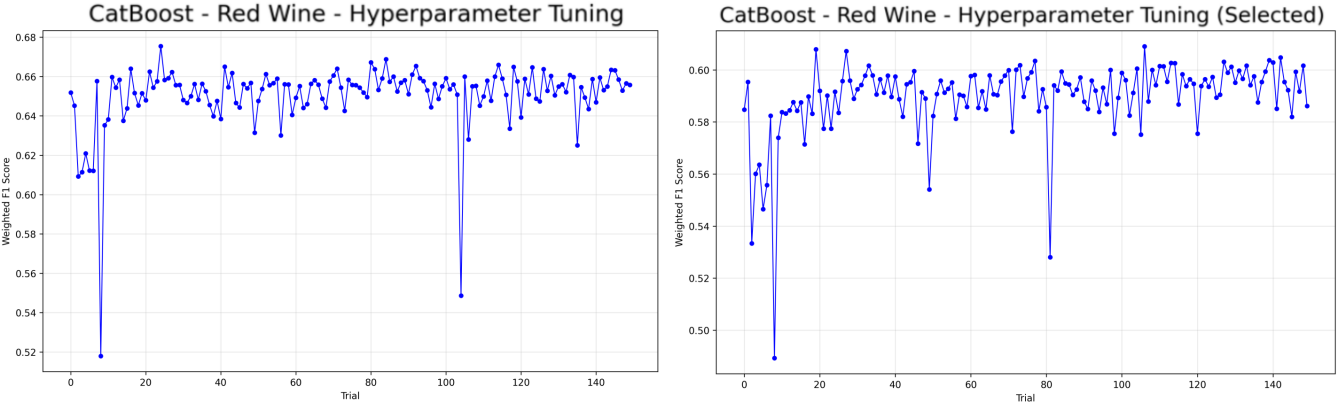 CatBoost - Red Wine - Hyperparameter Tuning
0.68
0.66
0.64
0.62
0.60
0.58
0.56
0.54
0.52
Weighted F1 Score
0 20 40 60 80 100 120 140
Trial
CatBoost - Red Wine - Hyperparameter Tuning (Selected)
0.60
0.58
0.56
0.54
0.52
0.50
Weighted F1 Score
0 20 40 60 80 100 120 140
Trial